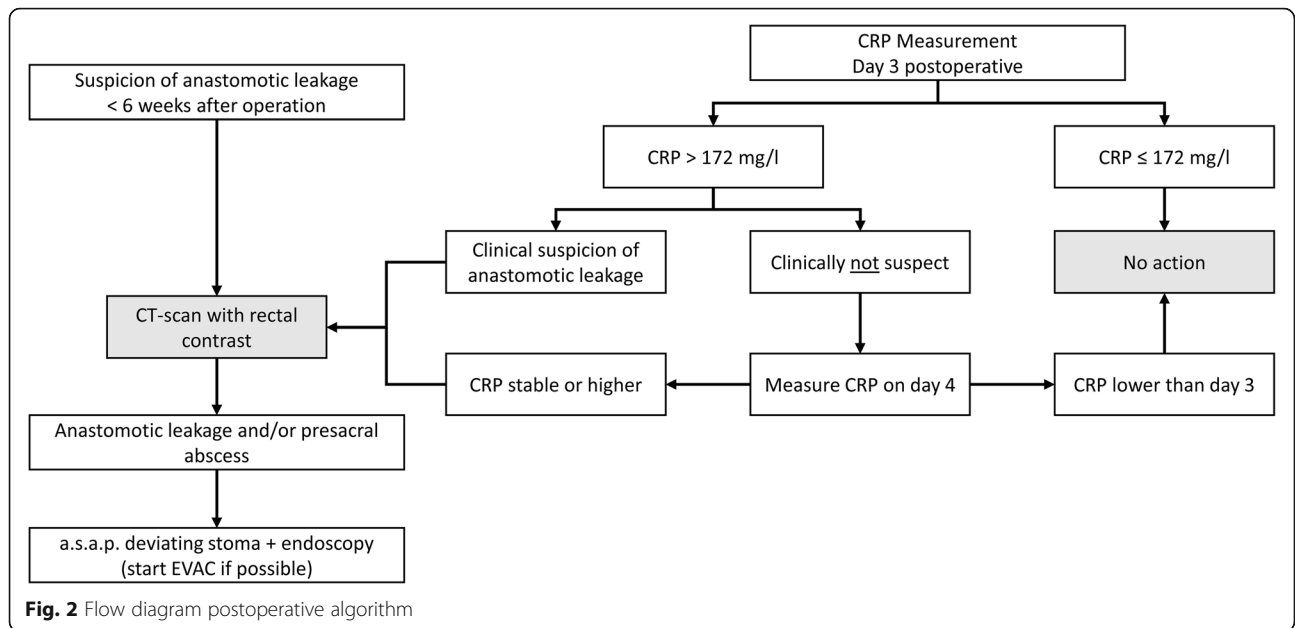 CRP Measurement
Day 3 postoperative
Suspicion of anastomotic leakage
< 6 weeks after operation
CRP > 172 mg/l
CRP ≤ 172 mg/l
Clinical suspicion of
anastomotic leakage
Clinically not suspect
No action
CT-scan with rectal
contrast
CRP stable or higher
Measure CRP on day 4
CRP lower than day 3
Anastomotic leakage and/or presacral
abscess
a.s.a.p. deviating stoma + endoscopy
(start EVAC if possible)
Fig. 2 Flow diagram postoperative algorithm